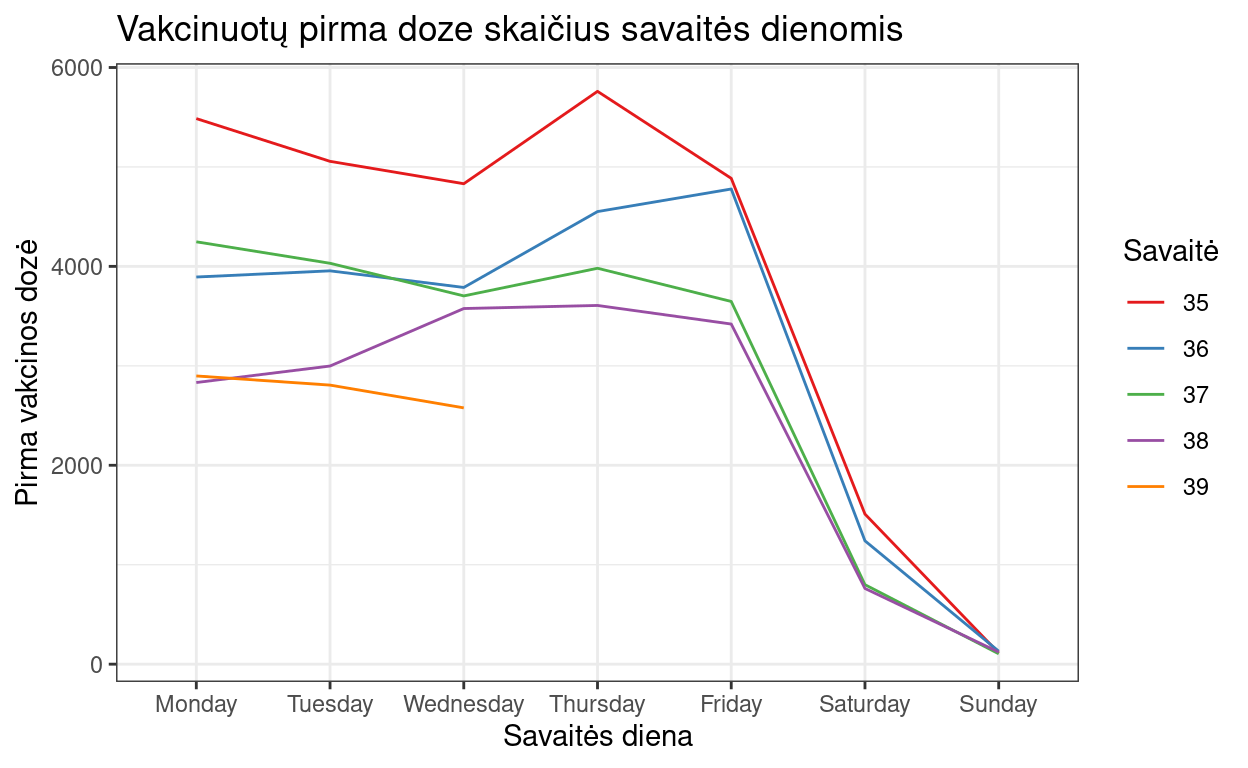 Vakcinuotų pirma doze skaičius savaitės dienomis
Pirma vakcinos dozė
6000
4000
2000
0
Monday Tuesday Wednesday Thursday Friday Saturday Sunday
Savaitės diena
Savaitė
35
36
37
38
39